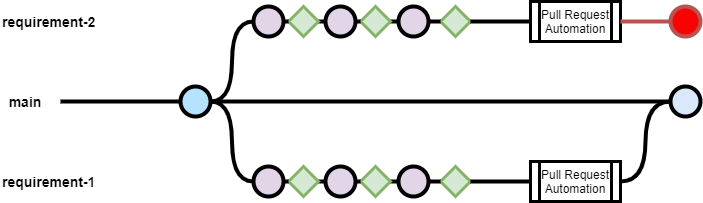 requirement-2
Pull Request
Automation
main
requirement-1
Pull Request
Automation